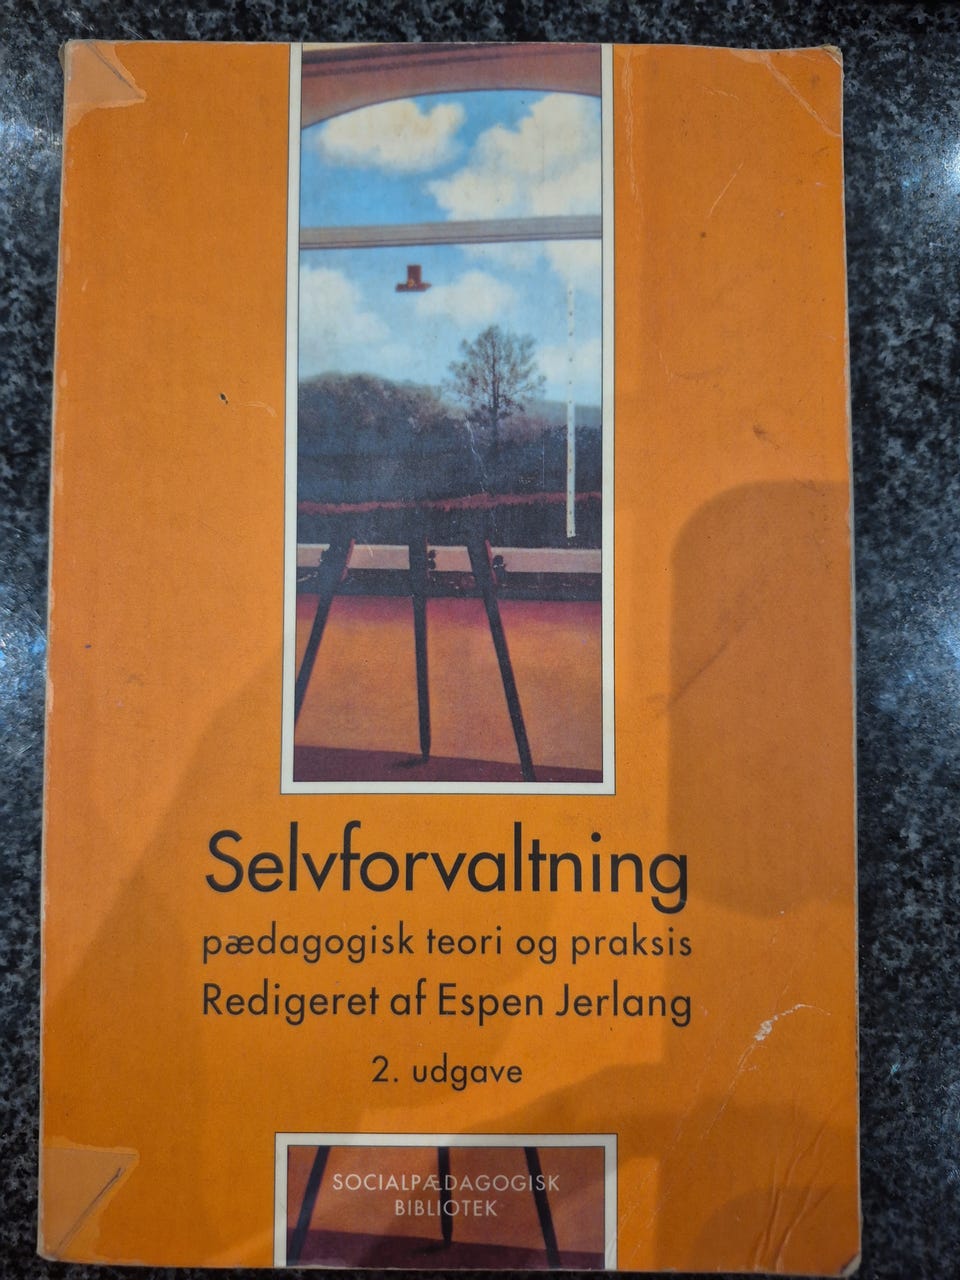 Selvforvaltning
pædagogisk teori og praksis
Redigeret af Espen Jerlang
2. udgave
SOCIALPÆDAGOGISK
BIBLIOTEK